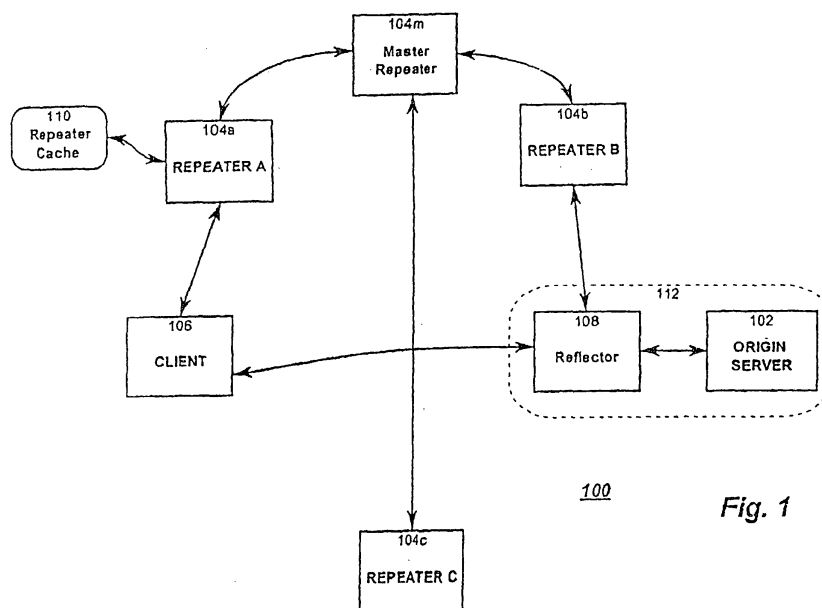 104m
Master
Repeater
110
Repeater
Cache
104a
REPEATER A
104b
REPEATER B
106
CLIENT
112
108
Reflector
102
ORIGIN
SERVER
100
Fig. 1
104c
REPEATER C